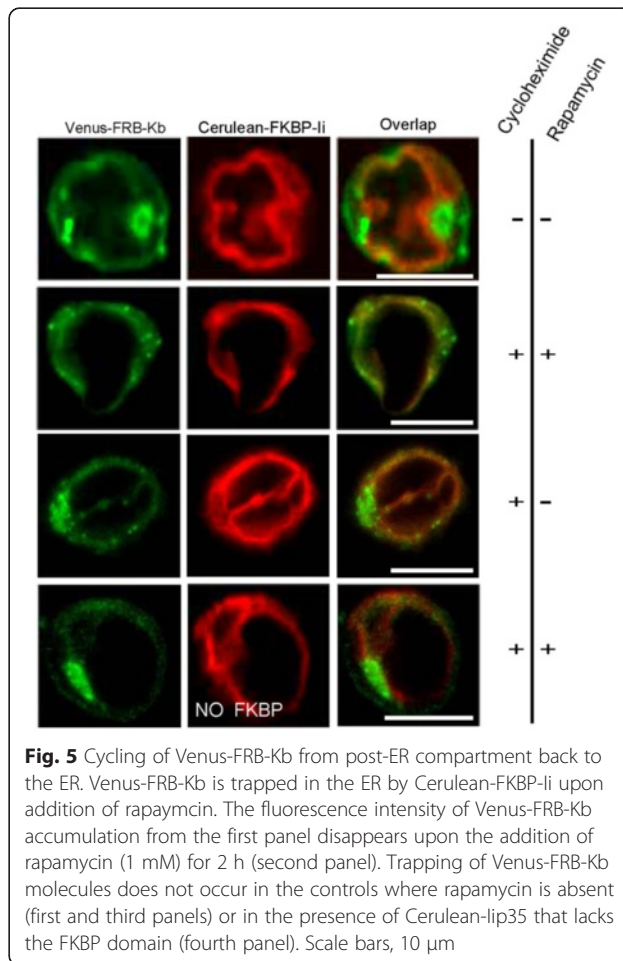 Cycloheximide
Rapamycin
Venus-FRB-Kb Cerulean-FKBP-Ii Overlap
- -
+ +
+ -
NO FKBP
+ +
Fig. 5 Cycling of Venus-FRB-Kb from post-ER compartment back to
the ER. Venus-FRB-Kb is trapped in the ER by Cerulean-FKBP-Ii upon
addition of rapaymcin. The fluorescence intensity of Venus-FRB-Kb
accumulation from the first panel disappears upon the addition of
rapamycin (1 mM) for 2 h (second panel). Trapping of Venus-FRB-Kb
molecules does not occur in the controls where rapamycin is absent
(first and third panels) or in the presence of Cerulean-Iip35 that lacks
the FKBP domain (fourth panel). Scale bars, 10 μm